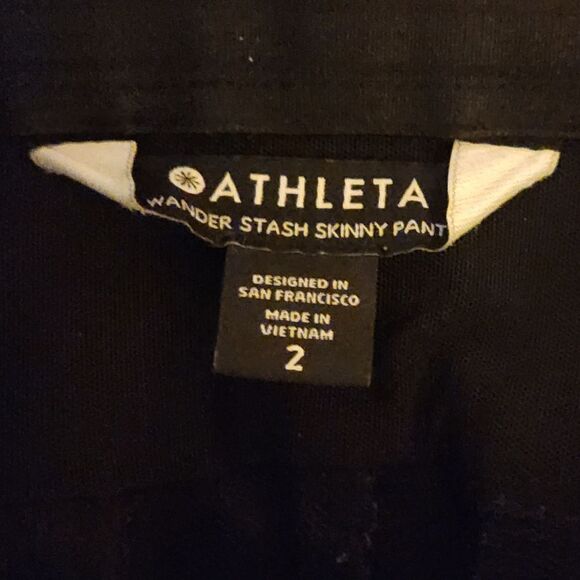 ATHLETA
WANDER STASH SKINNY PANT
DESIGNED IN
SAN FRANCISCO
MADE IN
VIETNAM
2